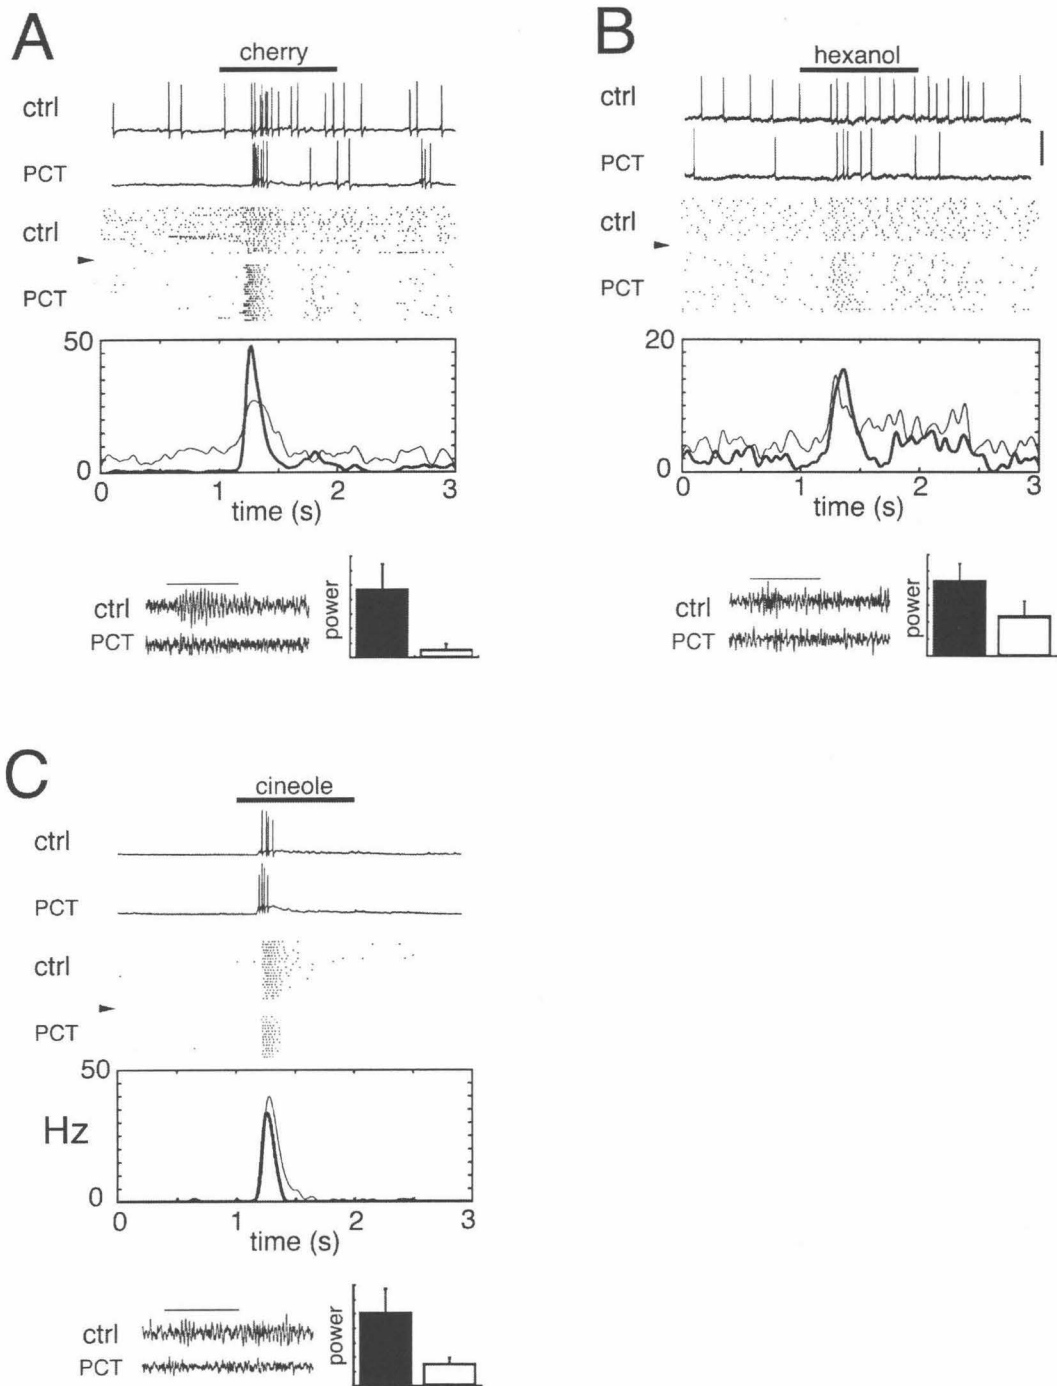 A
cherry
ctrl
PCT
ctrl
PCT
50
0
0 1 2 3
time (s)
ctrl
PCT
power
B
hexanol
ctrl
PCT
ctrl
PCT
20
0
0 1 2 3
time (s)
ctrl
PCT
power
C
cineole
ctrl
PCT
ctrl
PCT
50
Hz
0
0 1 2 3
time (s)
ctrl
PCT
power